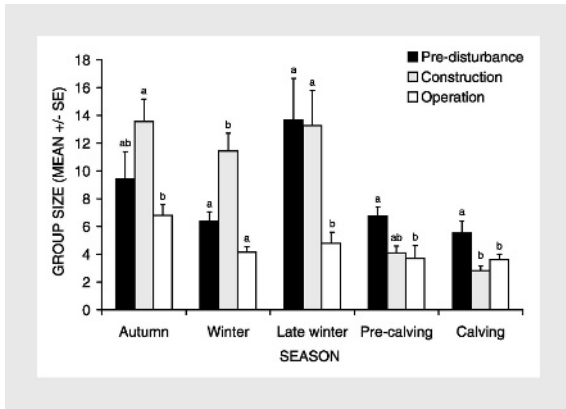 18
16
14
12
10
8
6
4
2
0
GROUP SIZE (MEAN +/- SE)
Pre-disturbance
Construction
Operation
ab
a
b
a
b
a
a
a
b
a
ab
b
a
b
b
Autumn
Winter
Late winter
Pre-calving
Calving
SEASON